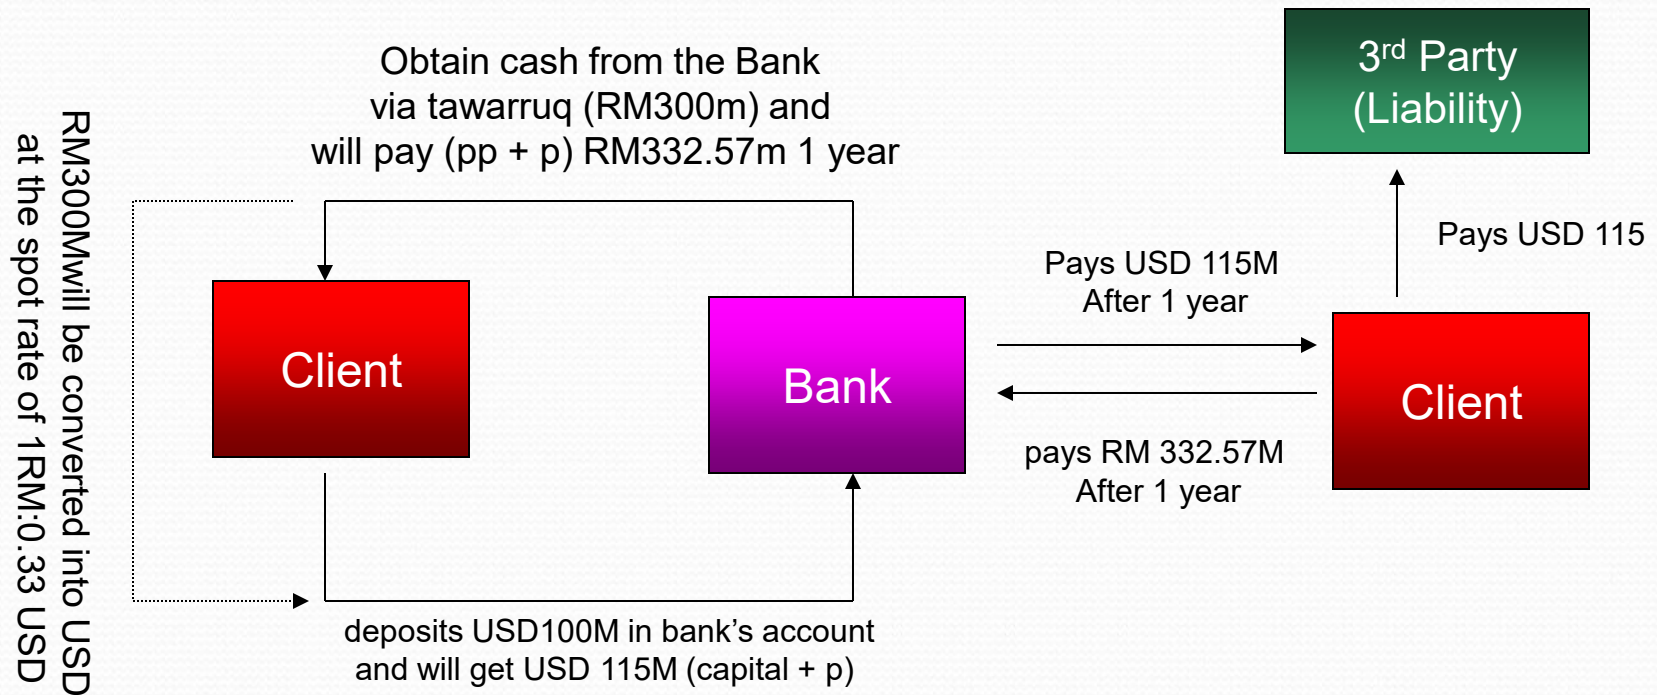 Obtain cash from the Bank
via tawarruq (RM300m) and
will pay (pp + p) RM332.57m 1 year
3rd Party
(Liability)
RM300Mwill be converted into USD
at the spot rate of 1RM:0.33 USD
Pays USD 115
Pays USD 115M
After 1 year
Client
Bank
Client
pays RM 332.57M
After 1 year
deposits USD100M in bank’s account
and will get USD 115M (capital + p)